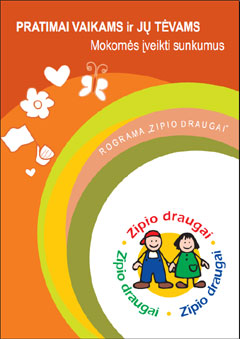 PRATIMAI VAIKAMS ir JŲ TĖVAMS
Mokomės įveikti sunkumus
ROGRAMA „ZIPIO DRAUGAI“
Zipio draugai
Zipio draugai
Zipio draugai